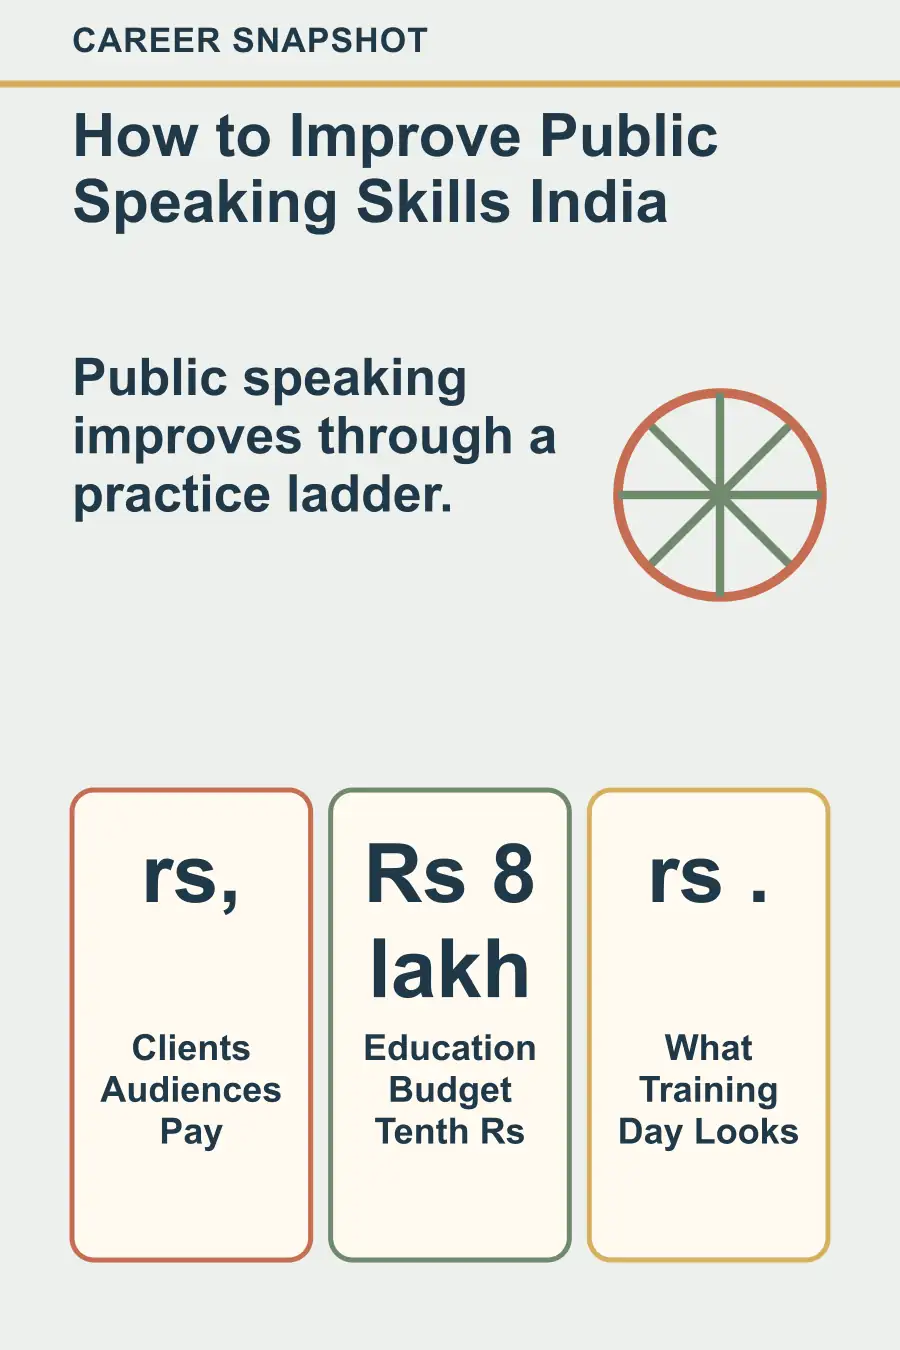 CAREER SNAPSHOT
How to Improve Public
Speaking Skills India
Public speaking
improves through a
practice ladder.
rs,
Clients
Audiences
Pay
Rs 8
lakh
Education
Budget
Tenth Rs
rs .
What
Training
Day Looks